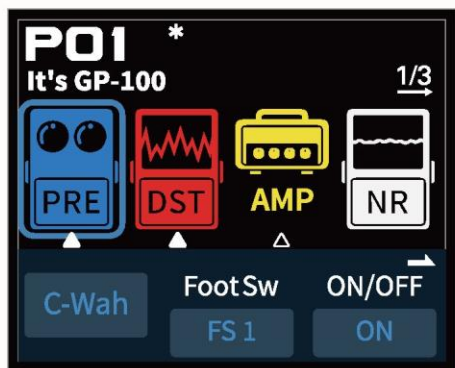 P01 *
It's GP-100
1/3
PRE DST AMP NR
C-Wah
Foot Sw ON/OFF
FS 1 ON